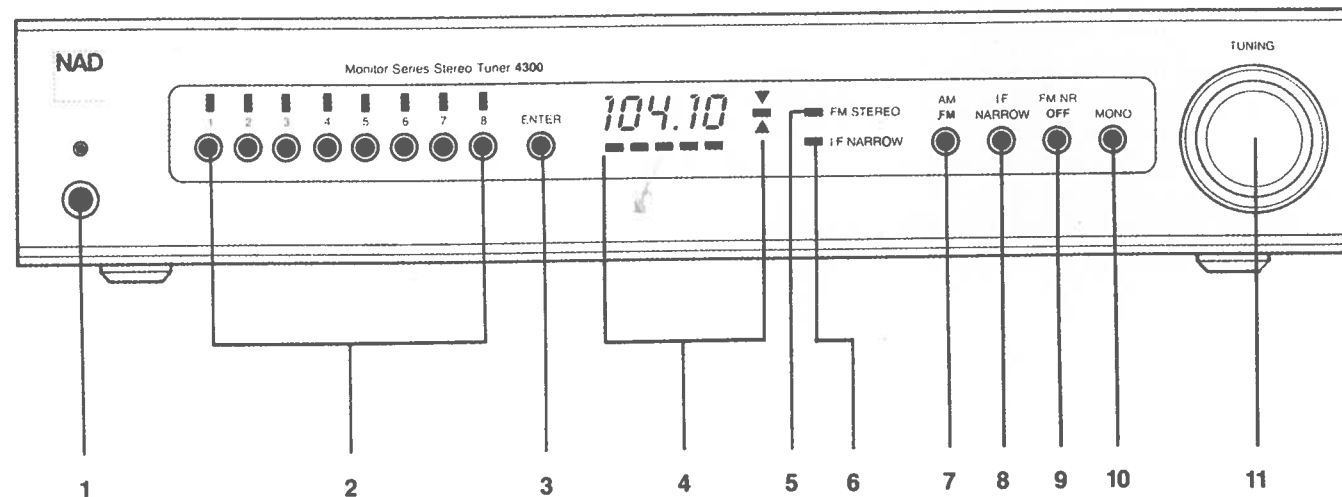 TUNING
NAD
Monitor Series Stereo Tuner 4300
1 2 3 4 5 6 7 8
ENTER
104.10
FM STEREO
IF NARROW
AM FM
IF NARROW
FM NR OFF
MONO
1 2 3 4 5 6 7 8 9 10 11